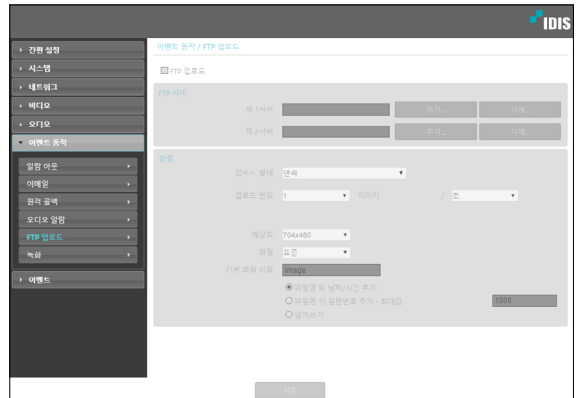 IDIS
간편 설정
시스템
네트워크
비디오
오디오
이벤트 동작
알람 아웃
이메일
원격 콜백
오디오 알람
FTP 업로드
녹화
이벤트
이벤트 동작 / FTP 업로드
FTP 업로드
FTP 서버
제 1서버
추가...
삭제...
제 2서버
추가...
삭제...
설정
업로드 형태 연속
업로드 빈도 1 이미지 / 초
해상도 704x480
화질 표준
기본 파일 이름 image
파일명 뒤 날짜/시간 추가
파일명 뒤 일련번호 추가 - 최대값 1000
덮어쓰기
저장